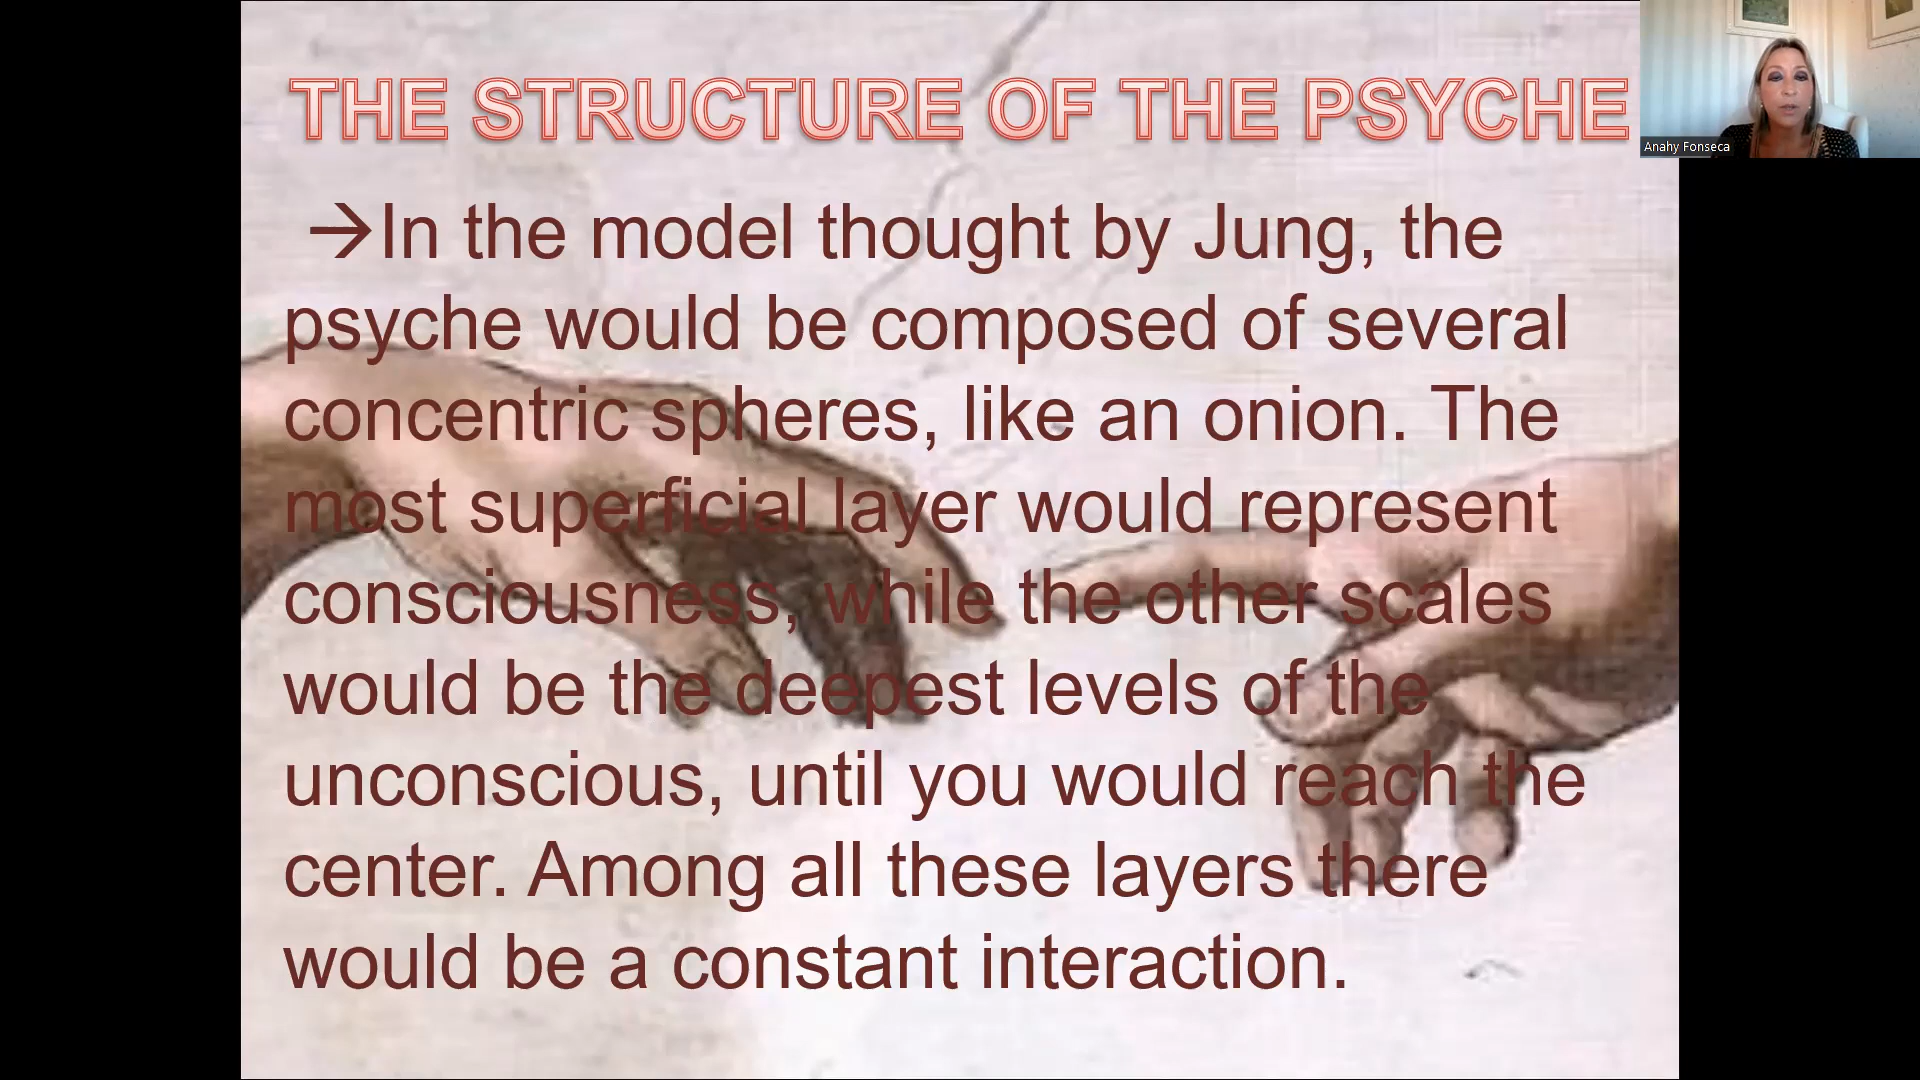 THE STRUCTURE OF THE PSYCHE
Anahy Fonseca
→In the model thought by Jung, the
psyche would be composed of several
concentric spheres, like an onion. The
most superficial layer would represent
consciousness, while the other scales
would be the deepest levels of the
unconscious, until you would reach the
center. Among all these layers there
would be a constant interaction.